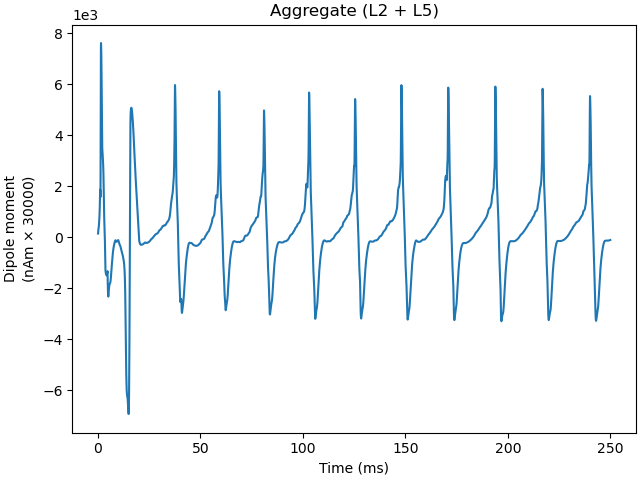 Aggregate (L2 + L5)
1e3
8
6
4
2
0
−2
−4
−6
Dipole moment
(nAm × 30000)
0 50 100 150 200 250
Time (ms)